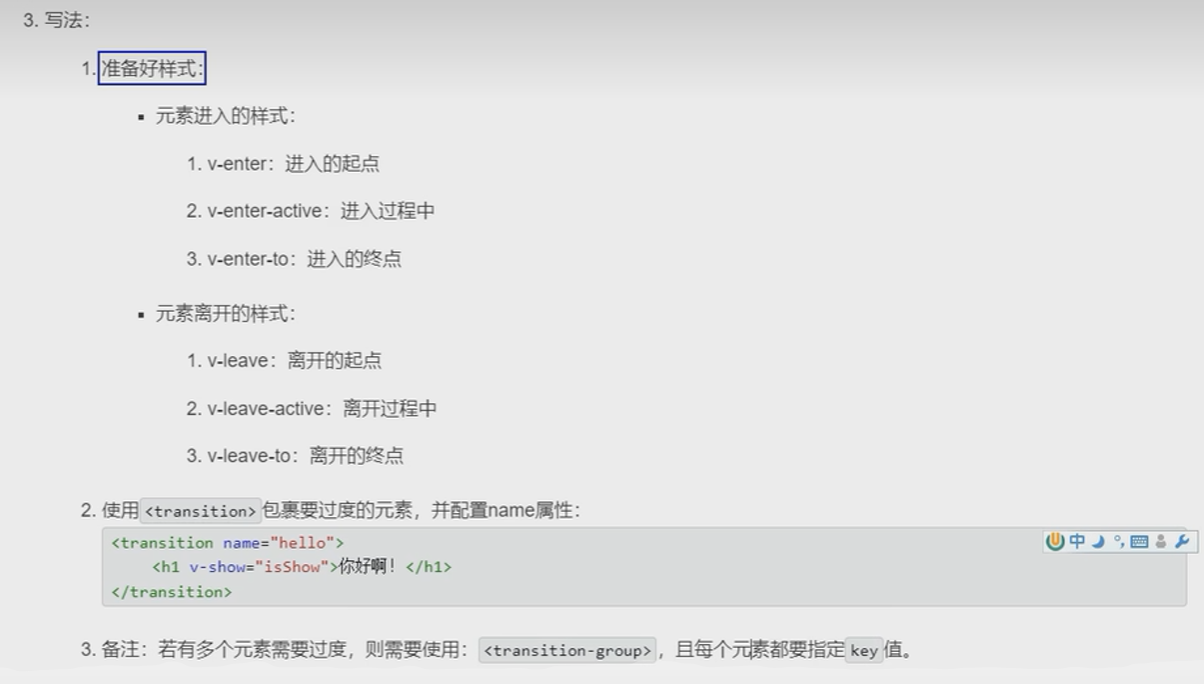 3. 写法：
1. 准备好样式：
▪ 元素进入的样式：
1. v-enter：进入的起点
2. v-enter-active：进入过程中
3. v-enter-to：进入的终点
▪ 元素离开的样式：
1. v-leave：离开的起点
2. v-leave-active：离开过程中
3. v-leave-to：离开的终点
2. 使用<transition>包裹要过度的元素，并配置name属性：
<transition name="hello">
<h1 v-show="isShow">你好啊！</h1>
</transition>
中
3. 备注：若有多个元素需要过度，则需要使用：<transition-group>，且每个元素都要指定key值。